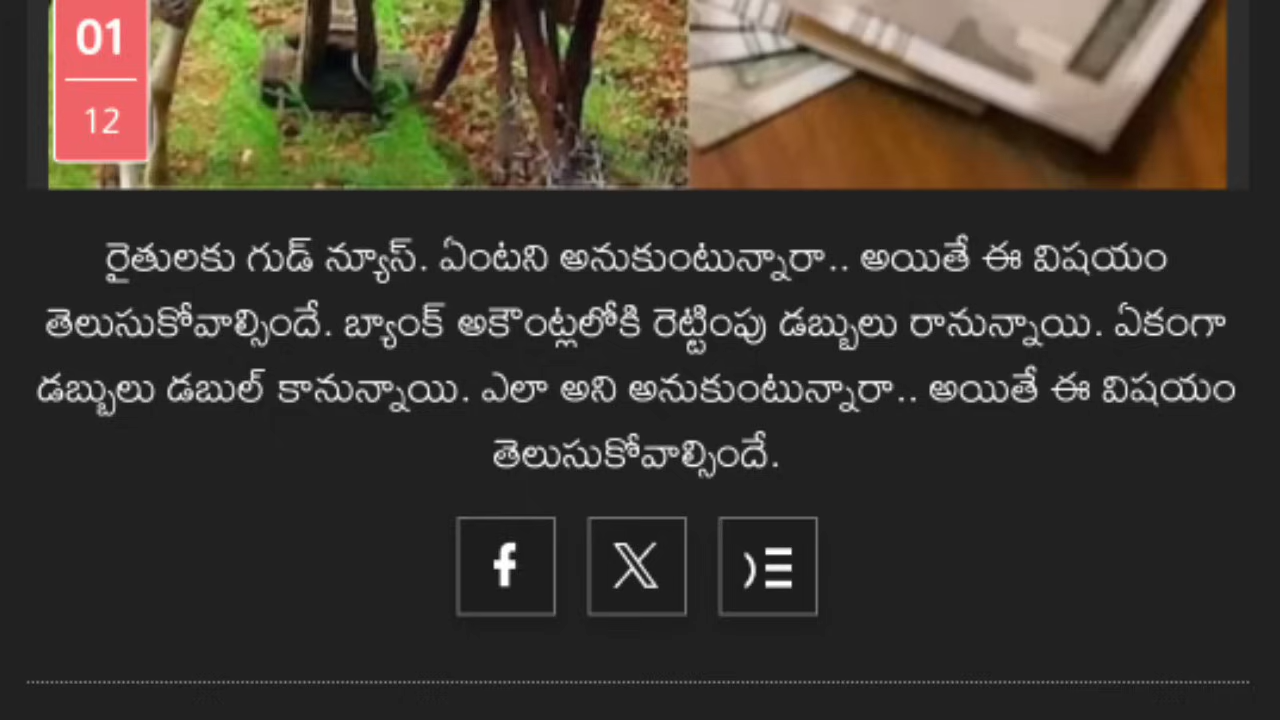 01
12
రైతులకు గుడ్ న్యూస్. ఏంటని అనుకుంటున్నారా.. అయితే ఈ విషయం
తెలుసుకోవాల్సిందే. బ్యాంక్ అకౌంట్లలోకి రెట్టింపు డబ్బులు రానున్నాయి. ఏకంగా
డబ్బులు డబుల్ కానున్నాయి. ఎలా అని అనుకుంటున్నారా.. అయితే ఈ విషయం
తెలుసుకోవాల్సిందే.